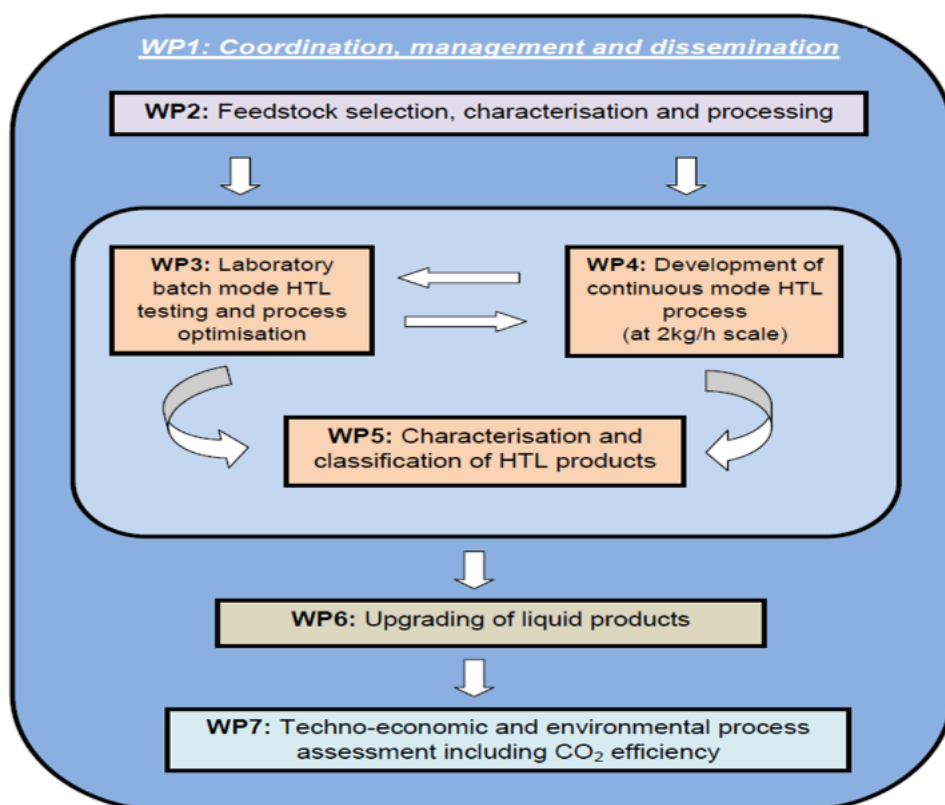 WP1: Coordination, management and dissemination
WP2: Feedstock selection, characterisation and processing
WP3: Laboratory
batch mode HTL
testing and process
optimisation
WP4: Development of
continuous mode HTL
process
(at 2kg/h scale)
WP5: Characterisation and
classification of HTL products
WP6: Upgrading of liquid products
WP7: Techno-economic and environmental process
assessment including CO₂ efficiency